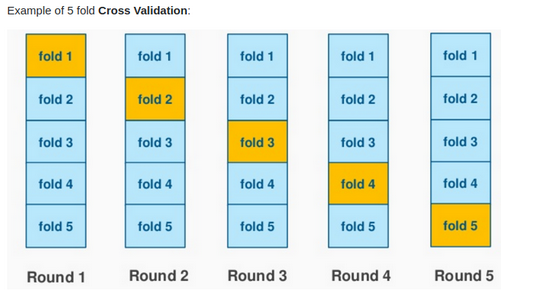 Example of 5 fold Cross Validation:
fold 1 fold 1 fold 1 fold 1 fold 1
fold 2 fold 2 fold 2 fold 2 fold 2
fold 3 fold 3 fold 3 fold 3 fold 3
fold 4 fold 4 fold 4 fold 4 fold 4
fold 5 fold 5 fold 5 fold 5 fold 5
Round 1 Round 2 Round 3 Round 4 Round 5